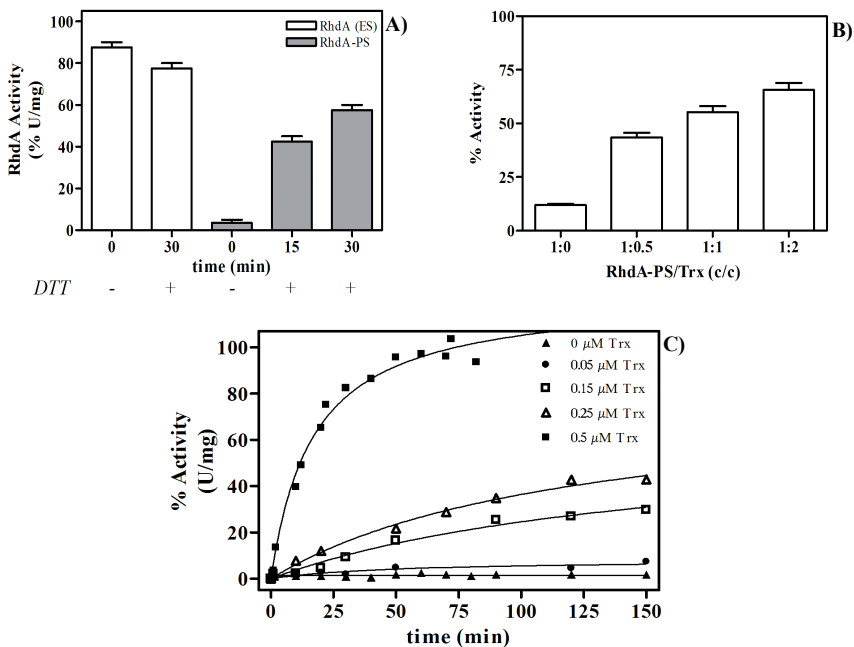 A)
RhdA (ES)
RhdA-PS
RhdA Activity
(% U/mg)
100
80
60
40
20
0
0 30 0 15 30
time (min)
DTT - + - + +
B)
% Activity
100
75
50
25
0
1:0 1:0.5 1:1 1:2
RhdA-PS/Trx (c/c)
C)
0 µM Trx
0.05 µM Trx
0.15 µM Trx
0.25 µM Trx
0.5 µM Trx
% Activity
(U/mg)
100
80
60
40
20
0
0 25 50 75 100 125 150
time (min)